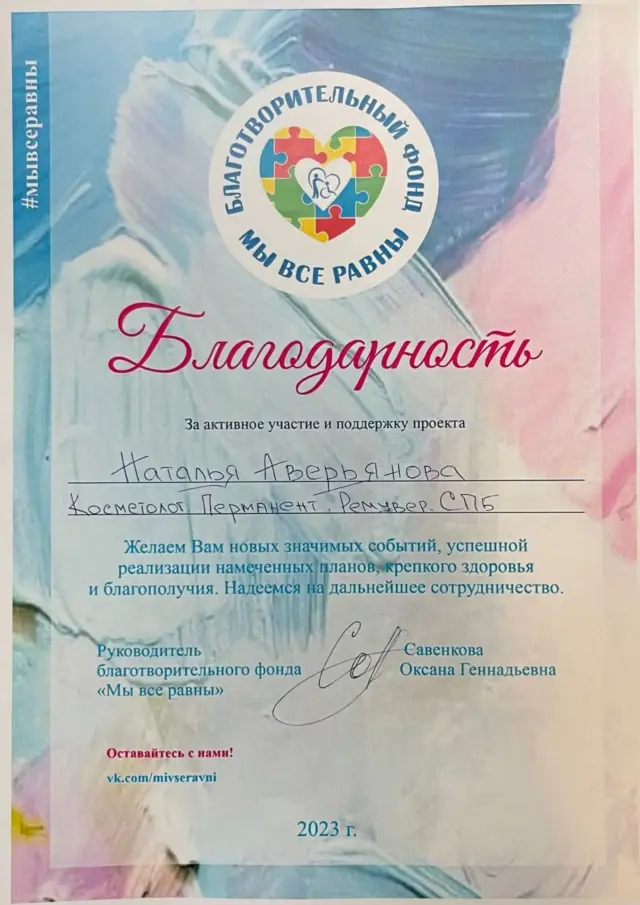 #мывсеравны
БЛАГОТВОРИТЕЛЬНЫЙ ФОНД
МЫ ВСЕ РАВНЫ
Благодарность
За активное участие и поддержку проекта
Наталья Аверьянова
Косметолог. Перманент. Ремувер. СПБ
Желаем Вам новых значимых событий, успешной
реализации намеченных планов, крепкого здоровья
и благополучия. Надеемся на дальнейшее сотрудничество.
Руководитель
благотворительного фонда
«Мы все равны»
Савенкова
Оксана Геннадьевна
Оставайтесь с нами!
vk.com/mivseravni
2023 г.